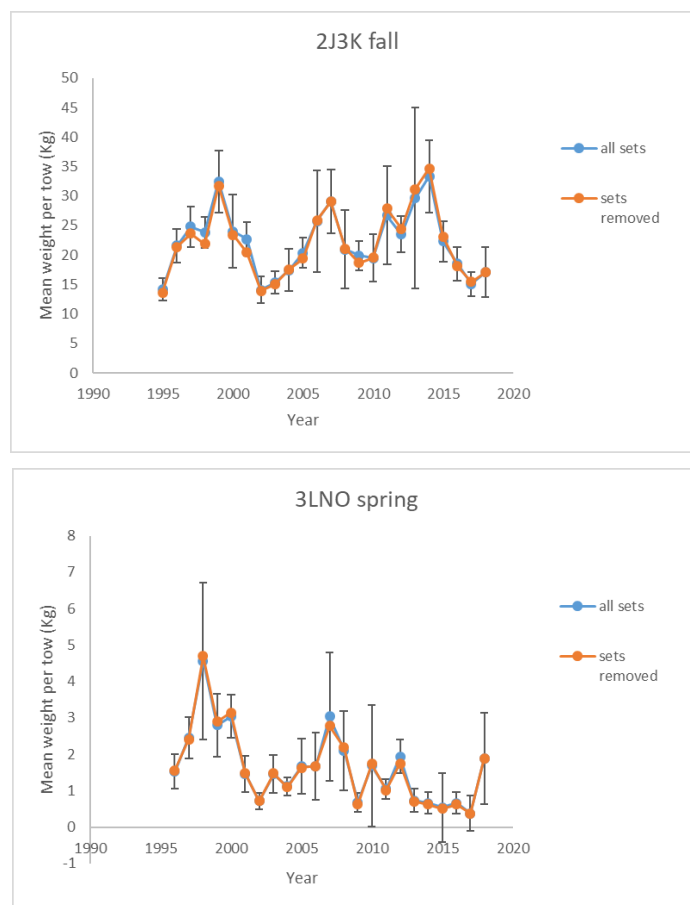 2J3K fall
50
45
40
35
30
25
20
15
10
5
0
Mean weight per tow (Kg)
1990 1995 2000 2005 2010 2015 2020
Year
all sets
sets
removed
3LNO spring
8
7
6
5
4
3
2
1
0
-1
Mean weight per tow (Kg)
1990 1995 2000 2005 2010 2015 2020
Year
all sets
sets
removed